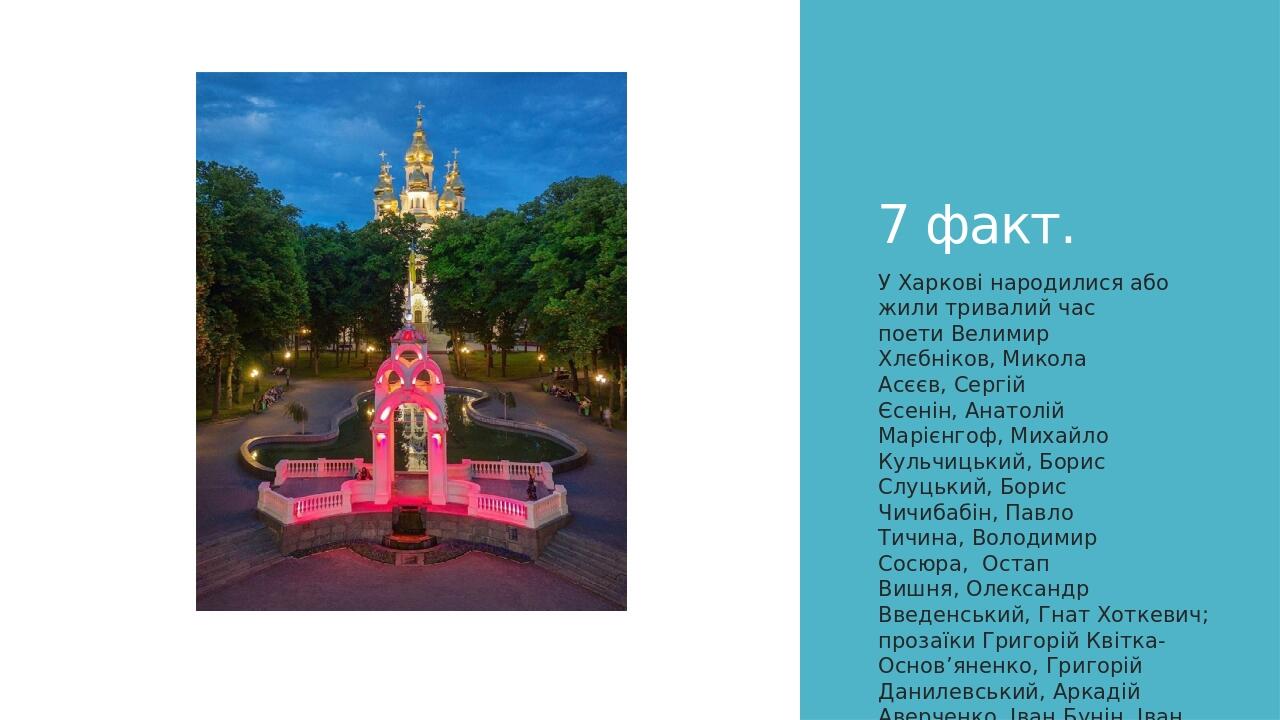 7 факт.
У Харкові народилися або
жили тривалий час
поети Велимир
Хлєбніков, Микола
Асєєв, Сергій
Єсенін, Анатолій
Марієнгоф, Михайло
Кульчицький, Борис
Слуцький, Борис
Чичибабін, Павло
Тичина, Володимир
Сосюра,  Остап
Вишня, Олександр
Введенський, Гнат Хоткевич;
прозаїки Григорій Квітка-
Основ’яненко, Григорій
Данилевський, Аркадій
Аверченко, Іван Бунін, Іван